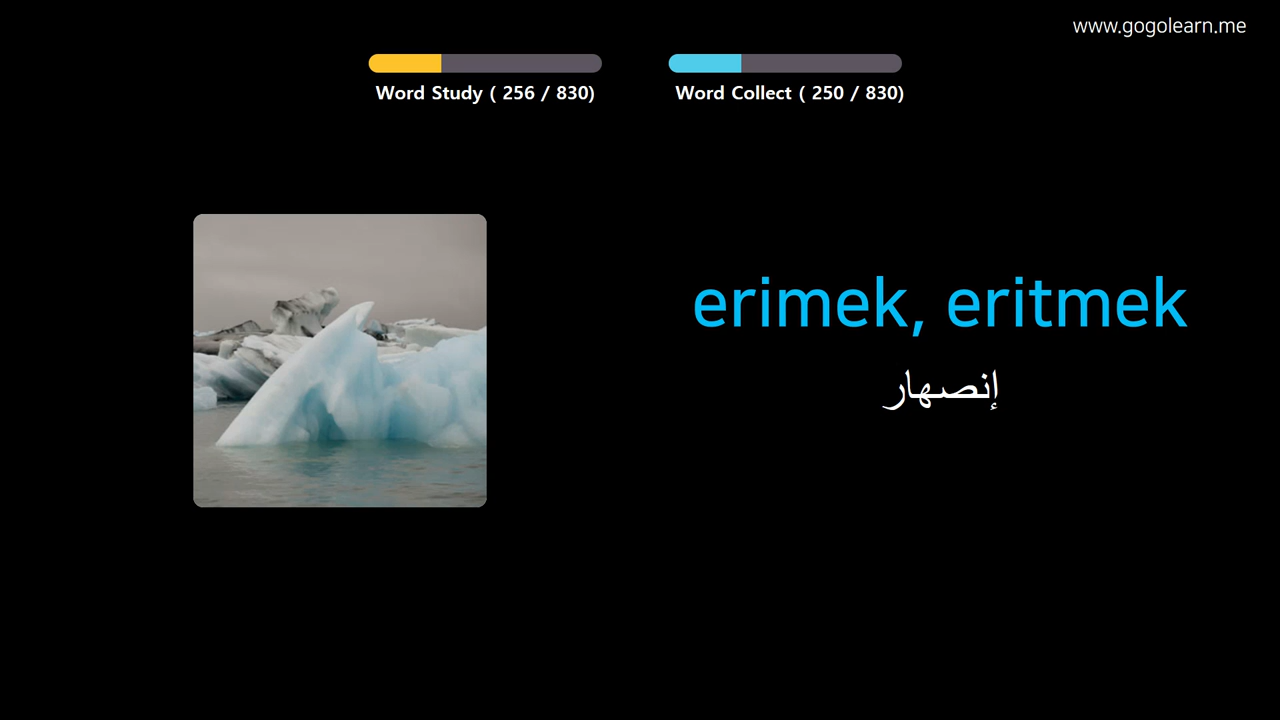 www.gogolearn.me
Word Study ( 256 / 830)
Word Collect ( 250 / 830)
erimek, eritmek
إنصهار